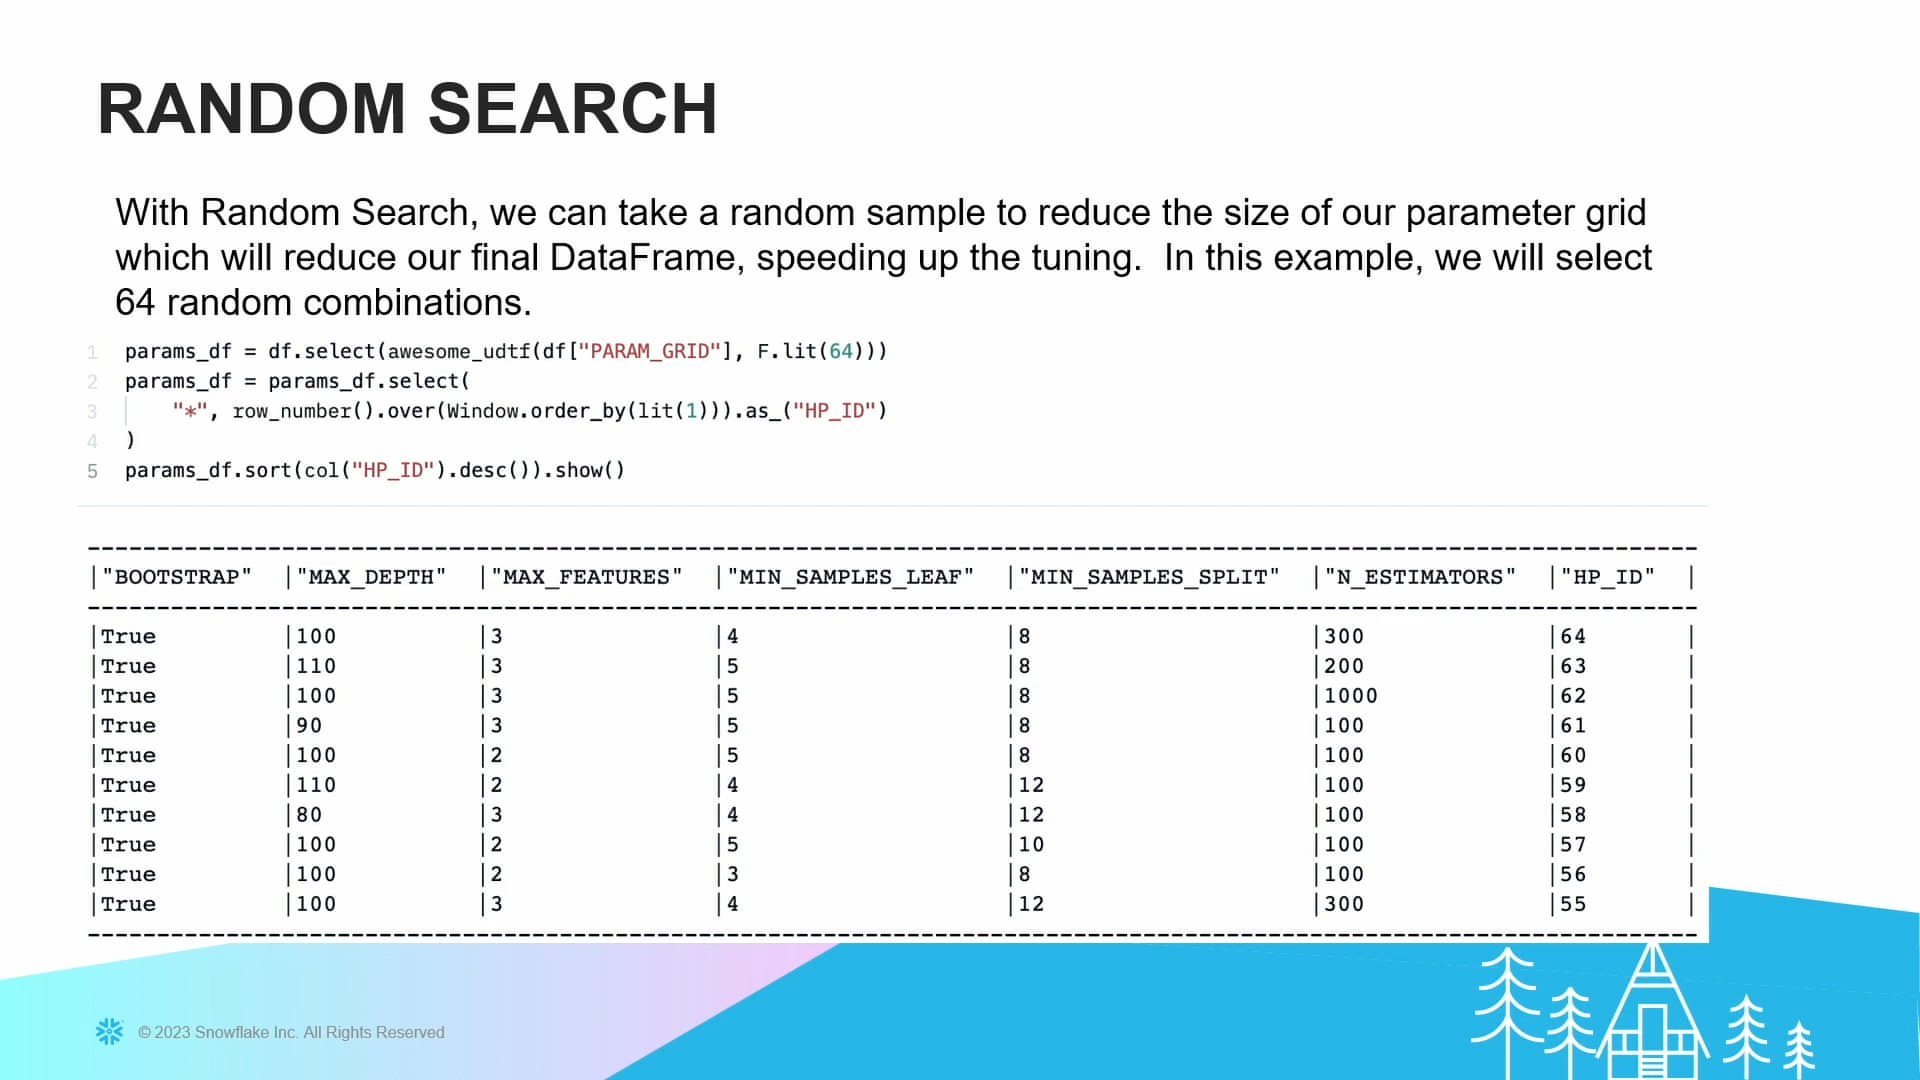 RANDOM SEARCH
With Random Search, we can take a random sample to reduce the size of our parameter grid
which will reduce our final DataFrame, speeding up the tuning.  In this example, we will select
64 random combinations.
1 params_df = df.select(awesome_udtf(df["PARAM_GRID"], F.lit(64)))
2 params_df = params_df.select(
3     "*", row_number().over(Window.order_by(lit(1))).as_("HP_ID")
4 )
5 params_df.sort(col("HP_ID").desc()).show()
|"BOOTSTRAP" |"MAX_DEPTH" |"MAX_FEATURES" |"MIN_SAMPLES_LEAF" |"MIN_SAMPLES_SPLIT" |"N_ESTIMATORS" |"HP_ID" |
|True |100 |3 |4 |8 |300 |64 |
|True |110 |3 |5 |8 |200 |63 |
|True |100 |3 |5 |8 |1000 |62 |
|True |90 |3 |5 |8 |100 |61 |
|True |100 |2 |5 |8 |100 |60 |
|True |110 |2 |4 |12 |100 |59 |
|True |80 |3 |4 |12 |100 |58 |
|True |100 |2 |5 |10 |100 |57 |
|True |100 |2 |3 |8 |100 |56 |
|True |100 |3 |4 |12 |300 |55 |
© 2023 Snowflake Inc. All Rights Reserved